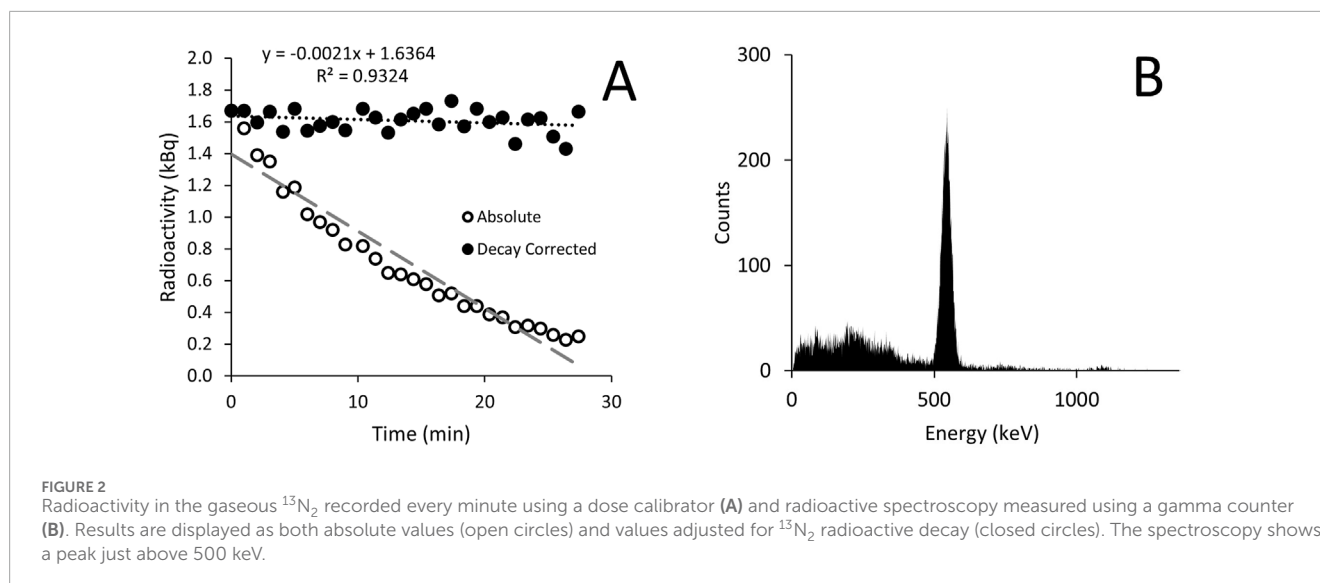 y = -0.0021x + 1.6364
R² = 0.9324
A
2.0
1.8
1.6
1.4
1.2
1.0
0.8
0.6
0.4
0.2
0.0
Radioactivity (kBq)
Absolute
Decay Corrected
0 10 20 30
Time (min)
B
300
200
100
0
Counts
0 500 1000
Energy (keV)
FIGURE 2
Radioactivity in the gaseous ¹³N₂ recorded every minute using a dose calibrator (A) and radioactive spectroscopy measured using a gamma counter
(B). Results are displayed as both absolute values (open circles) and values adjusted for ¹³N₂ radioactive decay (closed circles). The spectroscopy shows
a peak just above 500 keV.